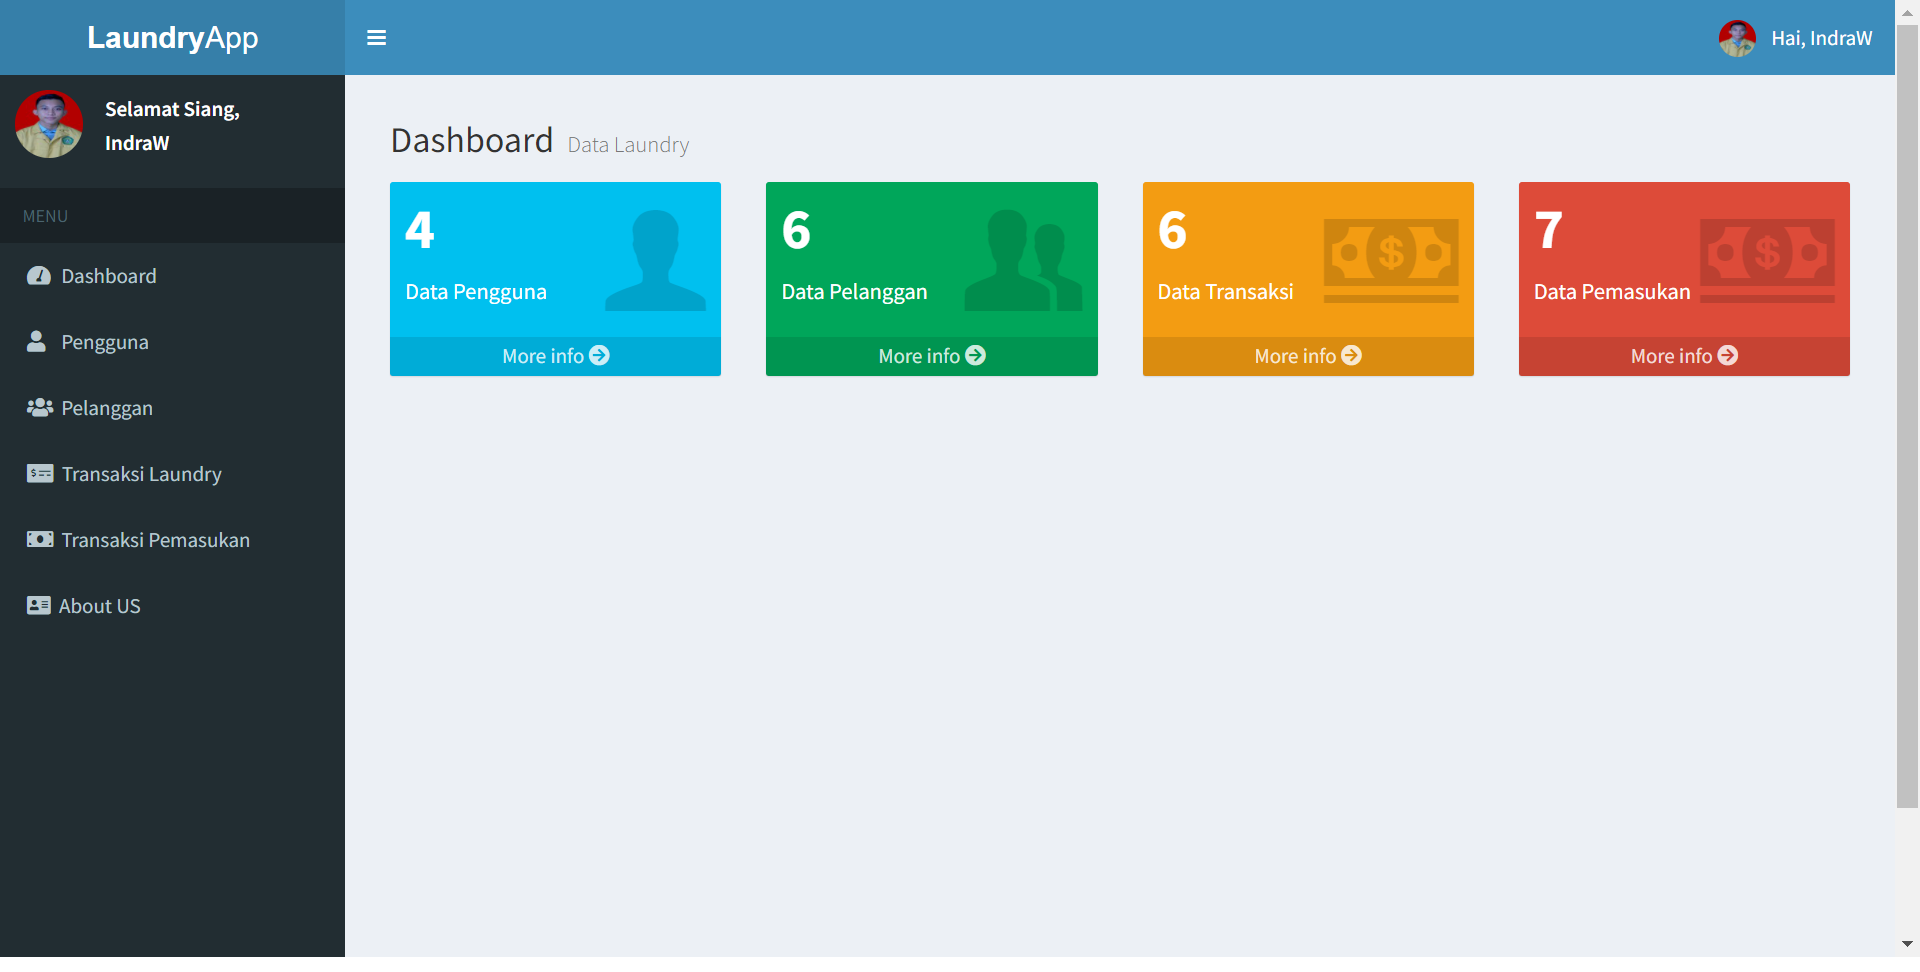 LaundryApp
Hai, IndraW
Selamat Siang,
IndraW
MENU
Dashboard
Pengguna
Pelanggan
Transaksi Laundry
Transaksi Pemasukan
About US
Dashboard Data Laundry
4
Data Pengguna
More info
6
Data Pelanggan
More info
6
Data Transaksi
More info
7
Data Pemasukan
More info